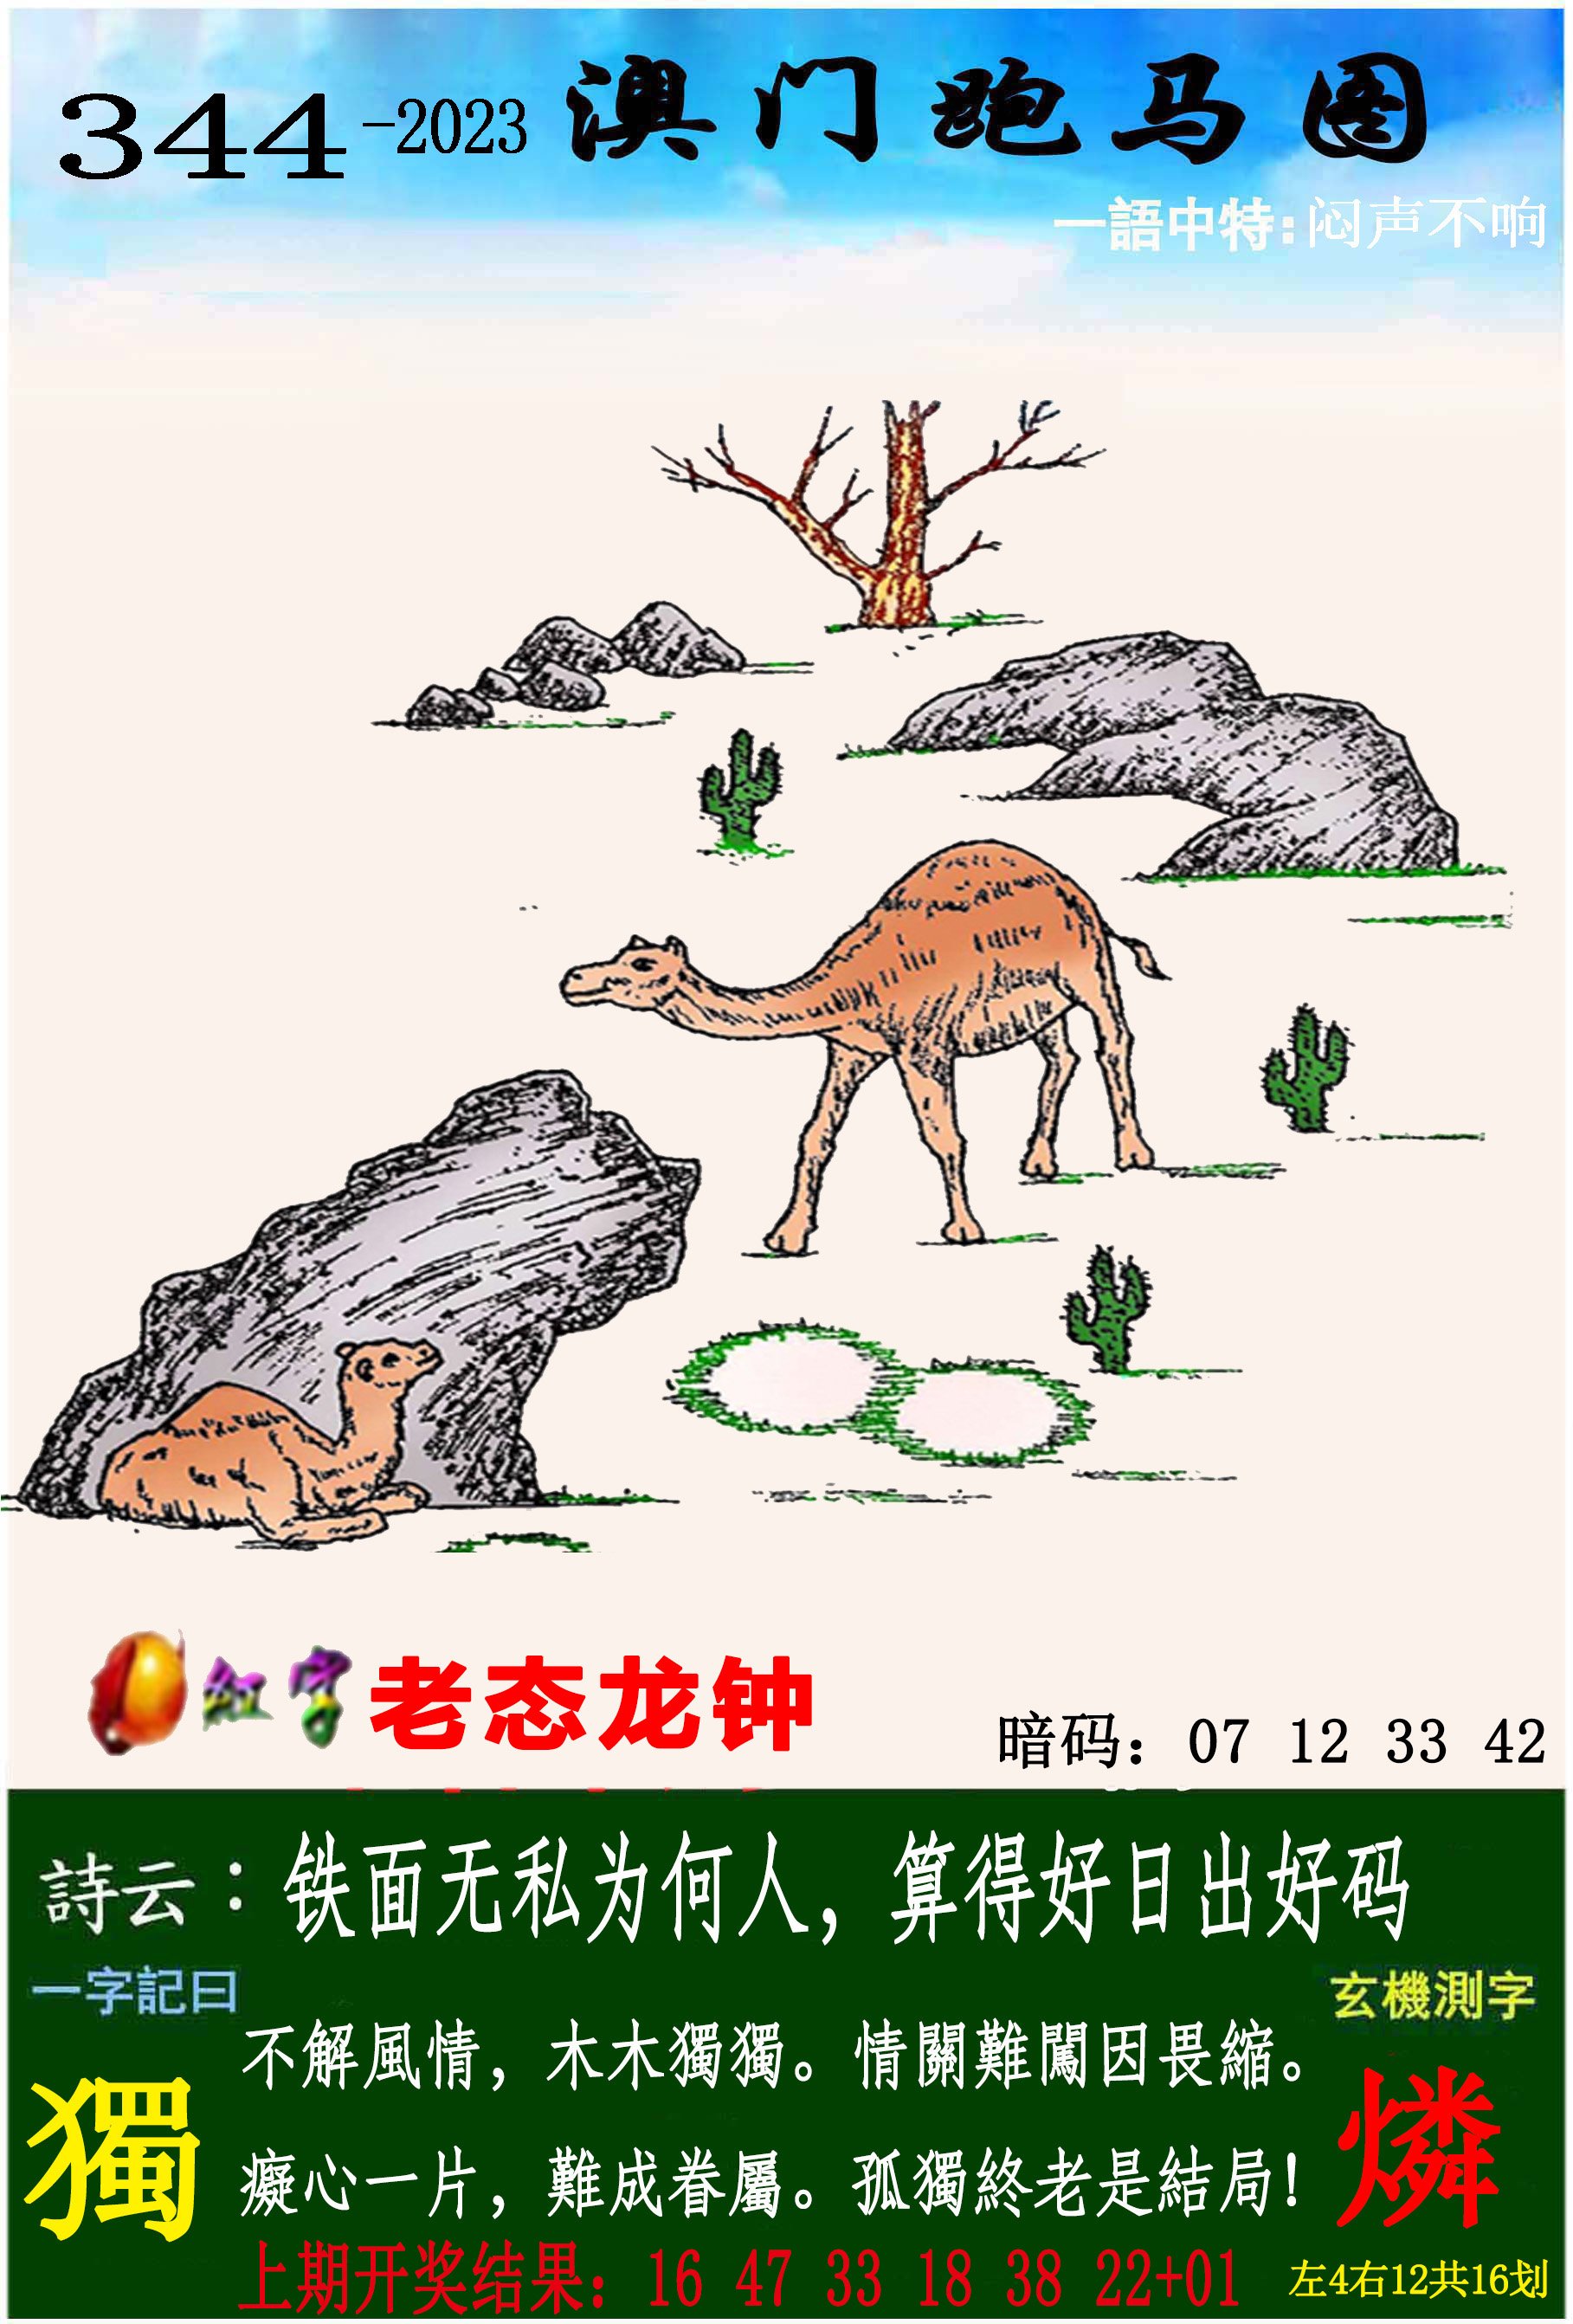 344-2023 澳门跑马图
一語中特:闷声不响
红字 老态龙钟
暗码: 07 12 33 42
詩云:铁面无私为何人,算得好日出好码
一字記曰
玄機測字
不解風情,木木獨獨。情關難闖因畏縮。
獨
燐
癡心一片,難成眷屬。孤獨終老是結局!
上期开奖结果: 16 47 33 18 38 22+01
左4右12共16划